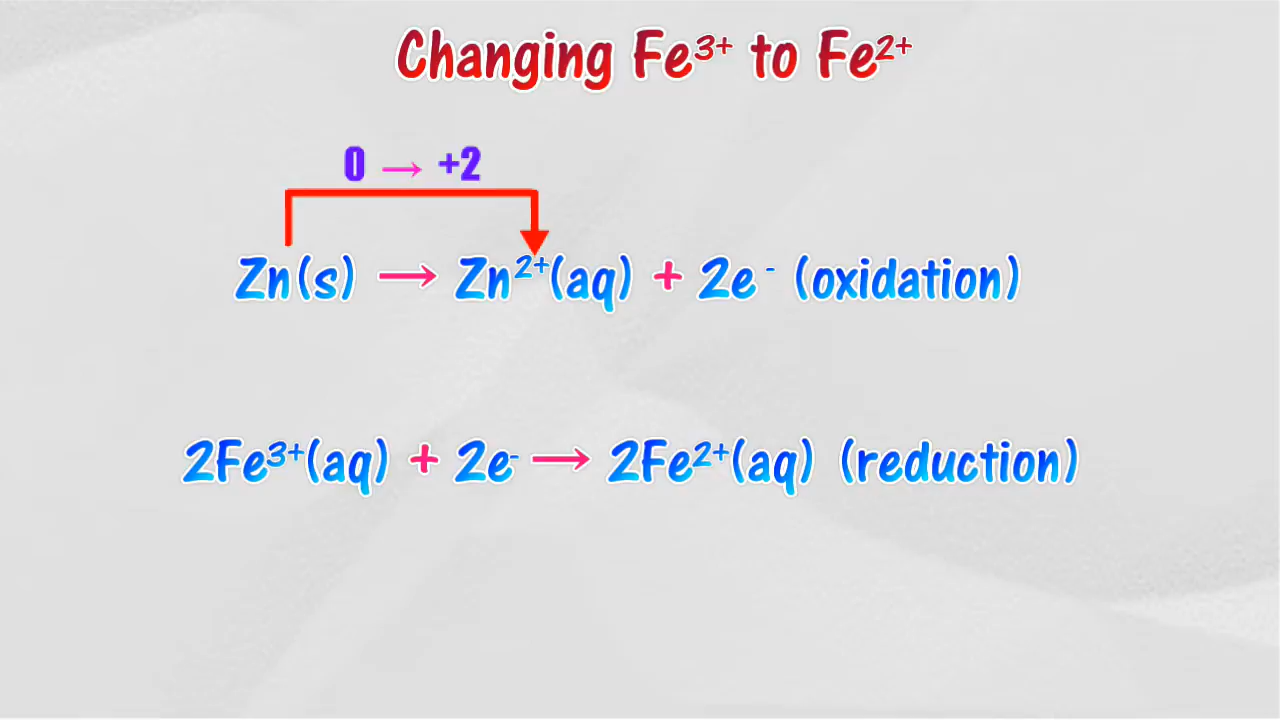 Changing Fe³⁺ to Fe²⁺
0 → +2
Zn(s) → Zn²⁺(aq) + 2e⁻ (oxidation)
2Fe³⁺(aq) + 2e⁻ → 2Fe²⁺(aq) (reduction)